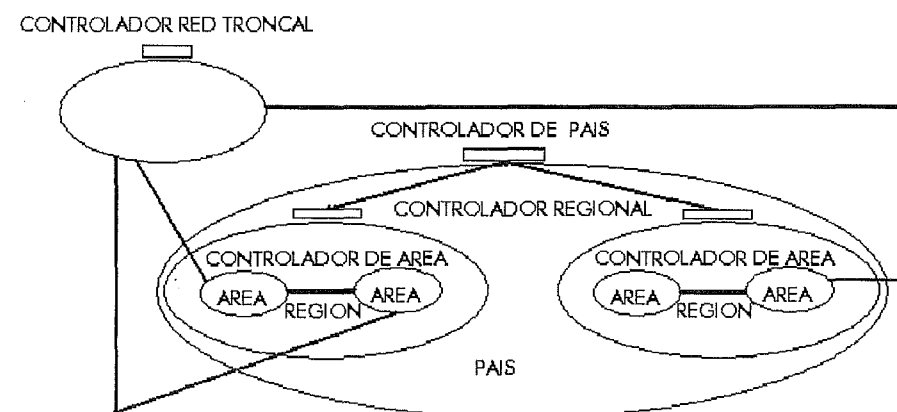 CONTROLADOR RED TRONCAL
CONTROLADOR DE PAIS
CONTROLADOR REGIONAL
CONTROLADOR DE AREA
CONTROLADOR DE AREA
AREA
AREA
AREA
AREA
REGION
REGION
PAIS